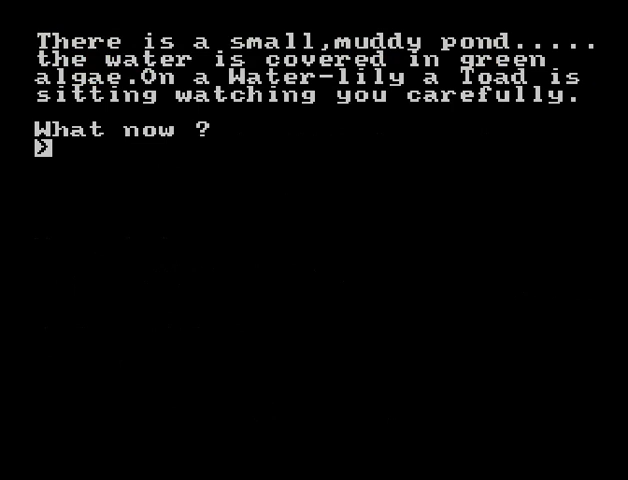 There is a small,muddy pond.....
the water is covered in green
algae.On a Water-lily a Toad is
sitting watching you carefully.
What now ?
>